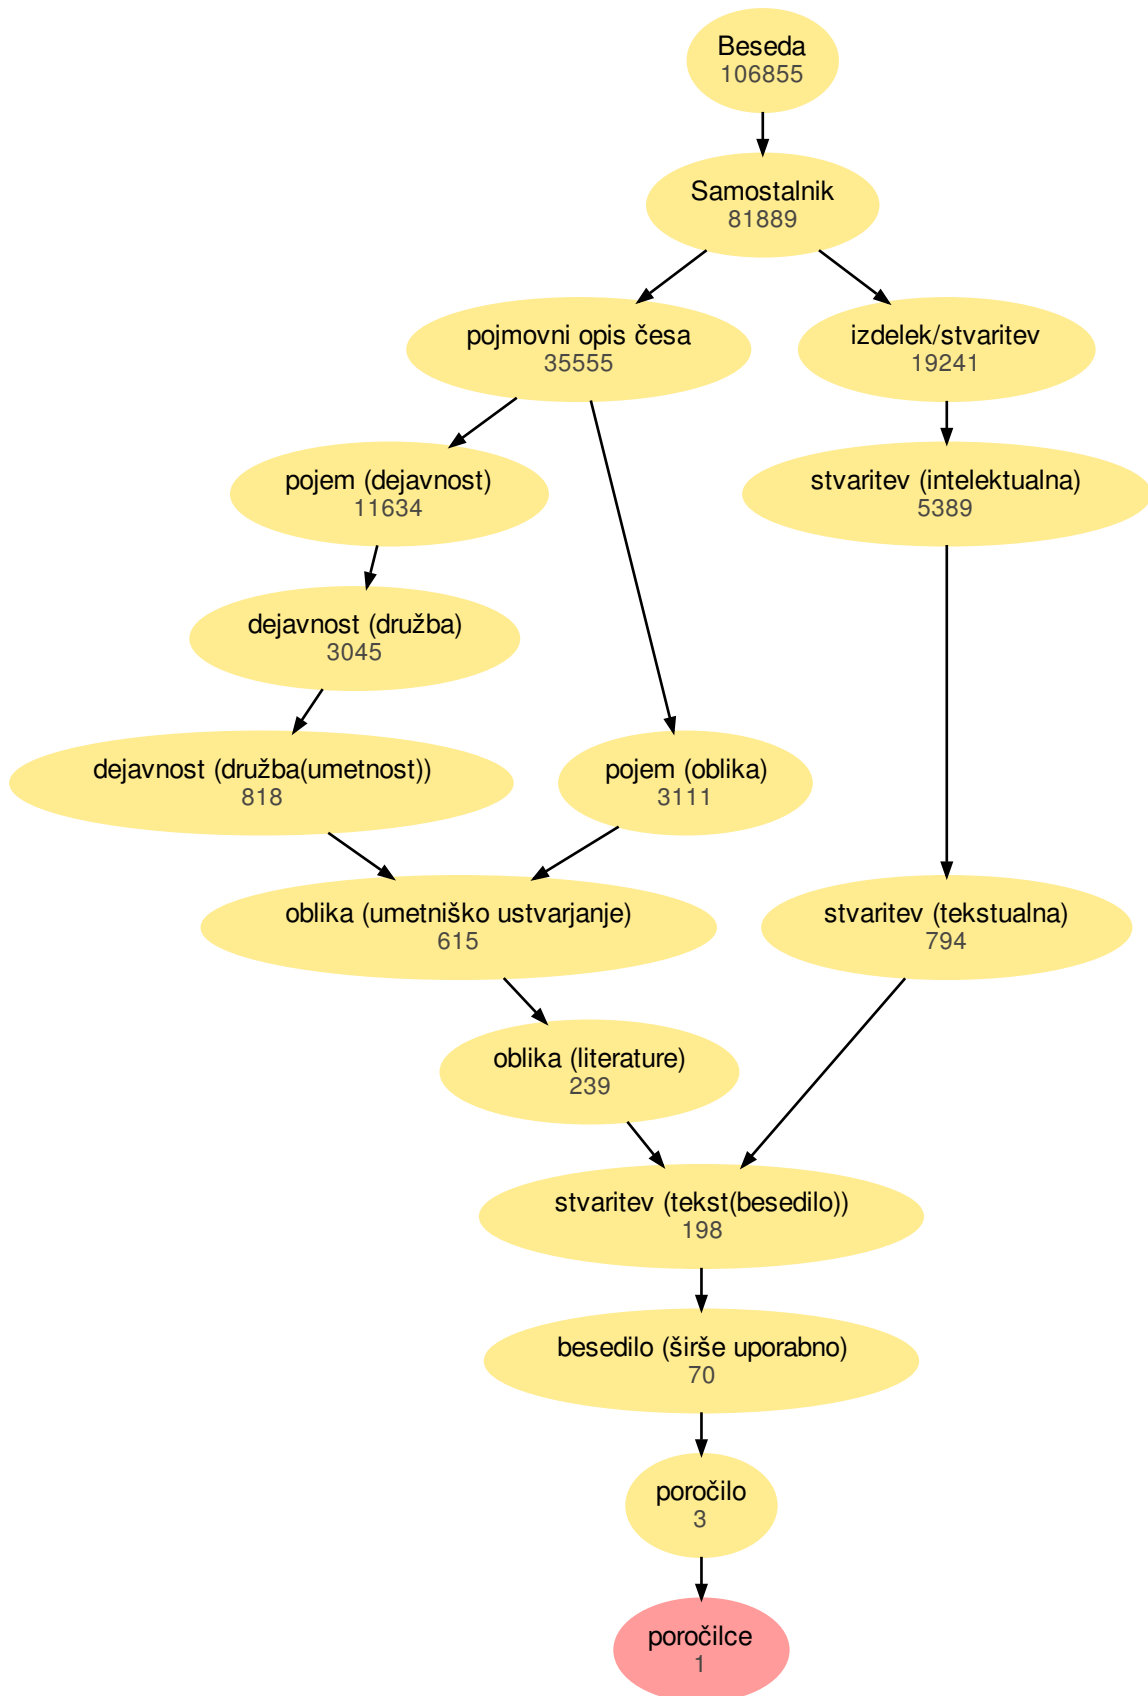 Beseda
106855
Samostalnik
81889
pojmovni opis česa
35555
izdelek/stvaritev
19241
pojem (dejavnost)
11634
stvaritev (intelektualna)
5389
dejavnost (družba)
3045
dejavnost (družba(umetnost))
818
pojem (oblika)
3111
oblika (umetniško ustvarjanje)
615
stvaritev (tekstualna)
794
oblika (literature)
239
stvaritev (tekst(besedilo))
198
besedilo (širše uporabno)
70
poročilo
3
poročilce
1